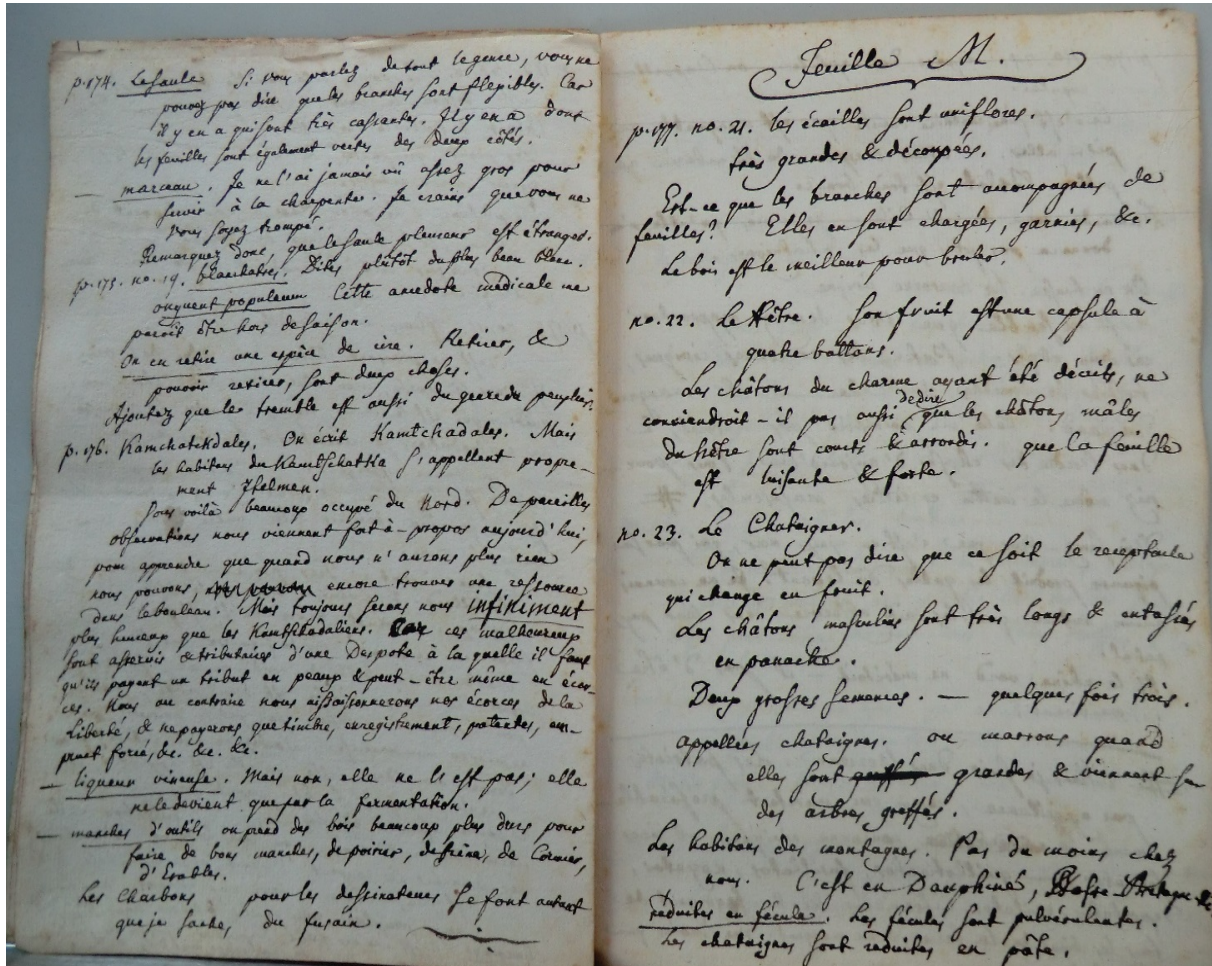 p. 174. Le Saule Si vous parlez de tout le genre, vous ne
pouvez pas dire que les branches sont flexibles. Car
il y en a qui sont très cassantes. Il y en a dont
les feuilles sont également vertes des deux côtés.
— marceau. Je ne l'ai jamais vû assez gros pour
servir à la charpente. Je crains que vous ne
vous soyez trompé.
Remarquez donc, que le saule pleureur est étranger.
p. 175. no. 19. blanchatres. Dites plutôt du plus beau blanc.
onguent populeum Cette anecdote médicale me
paroit être hors de saison.
On en retire une espèce de cire. Retirer, &
pouvoir retirer, sont deux choses.
Ajoutez que le tremble est aussi du genre du peuplier.
p. 176. Kamchatckdales. On écrit Kamtchadales. Mais
les habitans du Kamtschatka s'appellent propre-
ment Itelmen.
Vous voilà beaucoup occupé du Nord. De pareilles
observations nous viennent fort à-propos aujourd'hui,
pour apprendre que quand nous n'aurons plus rien
nous pouvons, encore trouver une ressource
dans le bouleau. Mais toujours serons nous infiniment
plus heureux que les Kamtschadaliens. Car ces malheureux
sont asservis & tributaires d'une Despote à la quelle il faut
qu'ils payent un tribut en peaux & peut-être même en écor-
ces. Nous au contraire nous assaisonnerons nos écorces de la
Liberté, & ne payerons que timbre, enregistrement, patentes, em-
prunt forcé, &c. &c. &c.
— liqueur vineuse. Mais non, elle ne l'est pas; elle
ne le devient que par la fermentation.
— manches d'outils on prend des bois beaucoup plus durs pour
faire de bons manches, de poirier, de frêne, de Cormier,
d'Erables.
Les Charbons pour les dessinateurs se font autant
que je sache, du fusain.
Feuille M.
p. 177. no. 21. les écailles sont uniflores.
très grandes & découpées.
Est-ce que les branches sont accompagnées de
feuilles? Elles en sont chargées, garnies, &c.
Le bois est le meilleur pour bruler.
no. 22. Le Hêtre. Son fruit est une capsule à
quatre battans.
Les châtons du charme ayant été décrits, ne
conviendroit-il pas aussi de dire que les châtons mâles
du hêtre sont courts & arrondis. que la feuille
est luisante & forte.
no. 23. Le Chataigner.
On ne peut pas dire que ce soit le receptacle
qui change en fruit.
Les châtons masculins sont très longs & entassés
en panache.
Deux grosses semences. — quelques fois trois.
appellées chataignes. ou marrons quand
elles sont grandes & viennent sur
des arbres greffés.
Les habitans des montagnes. Pas du moins chez
nous. C'est en Dauphiné, Basse Bretagne &c.
reduites en fécule. Les fécules sont pulvérulentes.
Les chataignes sont reduites en pâte.